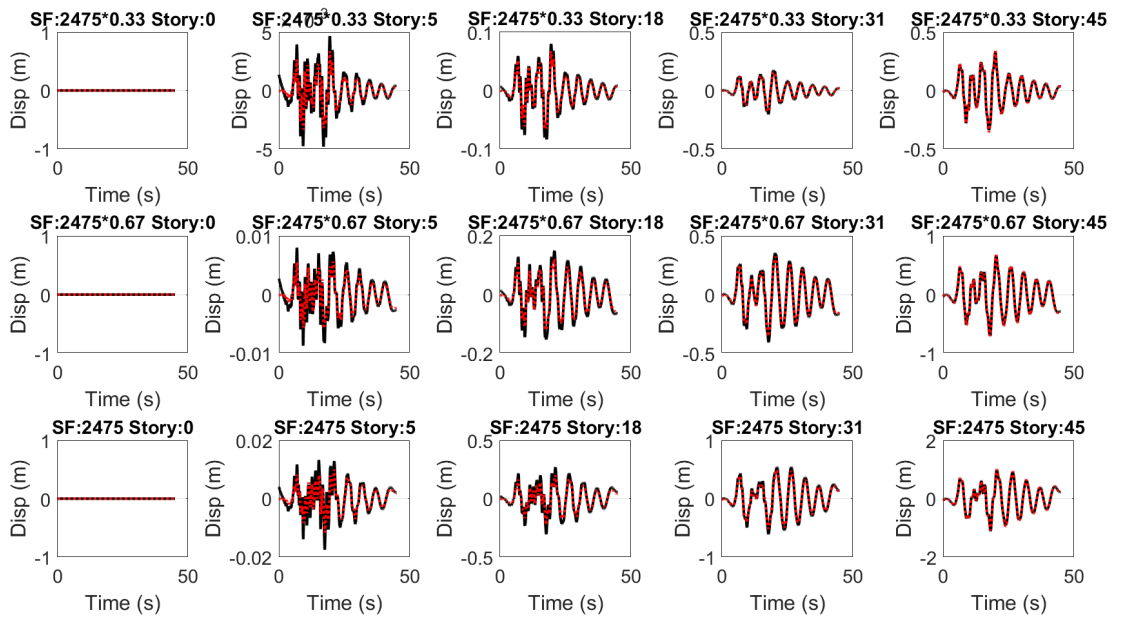 SF:2475*0.33 Story:0
SF:2475*0.33 Story:5
SF:2475*0.33 Story:18
SF:2475*0.33 Story:31
SF:2475*0.33 Story:45
1
0
-1
Disp (m)
0
50
Time (s)
5
0
-5
Disp (m)
0
50
Time (s)
0.1
0
-0.1
Disp (m)
0
50
Time (s)
0.5
0
-0.5
Disp (m)
0
50
Time (s)
0.5
0
-0.5
Disp (m)
0
50
Time (s)
SF:2475*0.67 Story:0
SF:2475*0.67 Story:5
SF:2475*0.67 Story:18
SF:2475*0.67 Story:31
SF:2475*0.67 Story:45
1
0
-1
Disp (m)
0
50
Time (s)
0.01
0
-0.01
Disp (m)
0
50
Time (s)
0.2
0
-0.2
Disp (m)
0
50
Time (s)
0.5
0
-0.5
Disp (m)
0
50
Time (s)
1
0
-1
Disp (m)
0
50
Time (s)
SF:2475 Story:0
SF:2475 Story:5
SF:2475 Story:18
SF:2475 Story:31
SF:2475 Story:45
1
0
-1
Disp (m)
0
50
Time (s)
0.02
0
-0.02
Disp (m)
0
50
Time (s)
0.5
0
-0.5
Disp (m)
0
50
Time (s)
1
0
-1
Disp (m)
0
50
Time (s)
2
0
-2
Disp (m)
0
50
Time (s)